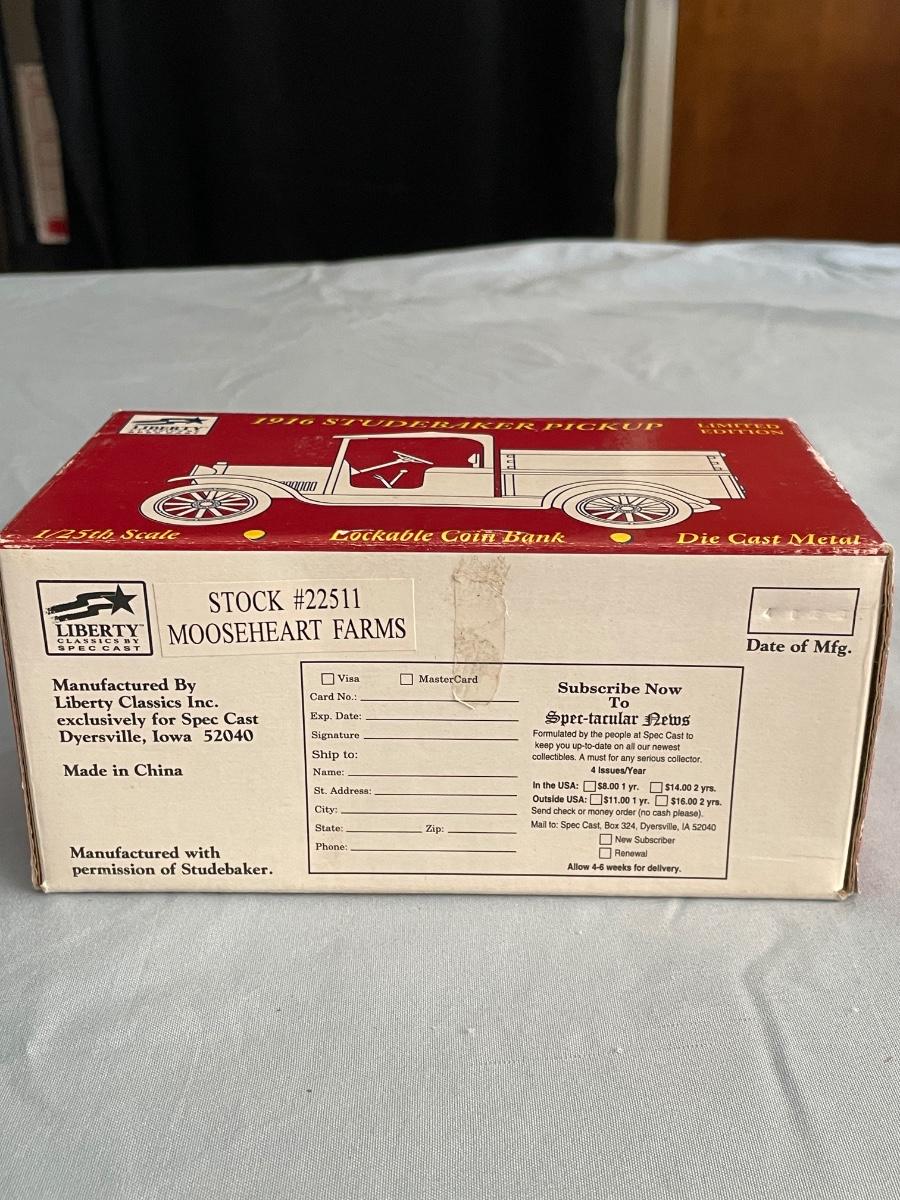 LIBERTY
1916 STUDEBAKER PICKUP
LIMITED
EDITION
1/25th Scale
Lockable Coin Bank
Die Cast Metal
LIBERTY™
CLASSICS BY
SPEC CAST
STOCK #22511
MOOSEHEART FARMS
Date of Mfg.
Manufactured By
Liberty Classics Inc.
exclusively for Spec Cast
Dyersville, Iowa 52040
Made in China
Manufactured with
permission of Studebaker.
Visa MasterCard
Card No.:
Exp. Date:
Signature
Ship to:
Name:
St. Address:
City:
State: Zip:
Phone:
Subscribe Now
To
Spec-tacular News
Formulated by the people at Spec Cast to
keep you up-to-date on all our newest
collectibles. A must for any serious collector.
4 Issues/Year
In the USA: $8.00 1 yr. $14.00 2 yrs.
Outside USA: $11.00 1 yr. $16.00 2 yrs.
Send check or money order (no cash please).
Mail to: Spec Cast, Box 324, Dyersville, IA 52040
New Subscriber
Renewal
Allow 4-6 weeks for delivery.